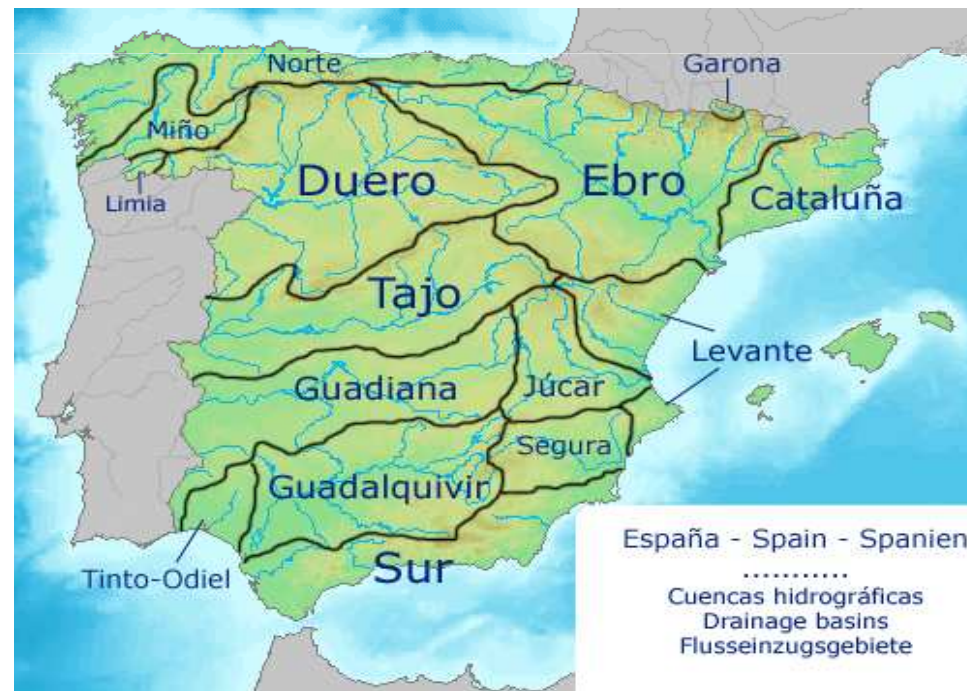 Norte
Garona
Miño
Duero
Ebro
Cataluña
Limia
Tajo
Levante
Guadiana
Júcar
Segura
Guadalquivir
Tinto-Odiel
Sur
España - Spain - Spanien
...........
Cuencas hidrográficas
Drainage basins
Flusseinzugsgebiete